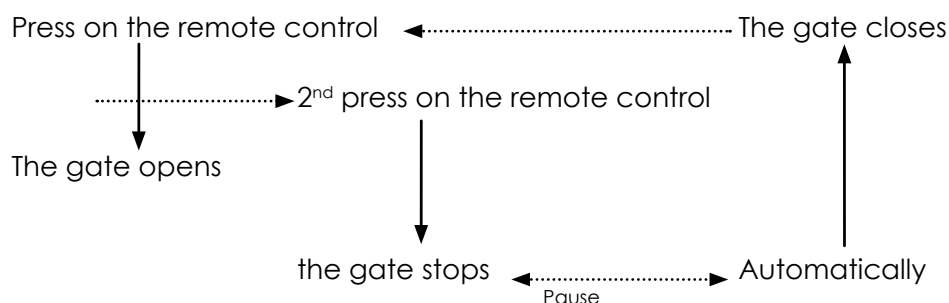 Press on the remote control
The gate closes
2nd press on the remote control
The gate opens
the gate stops
Automatically
Pause